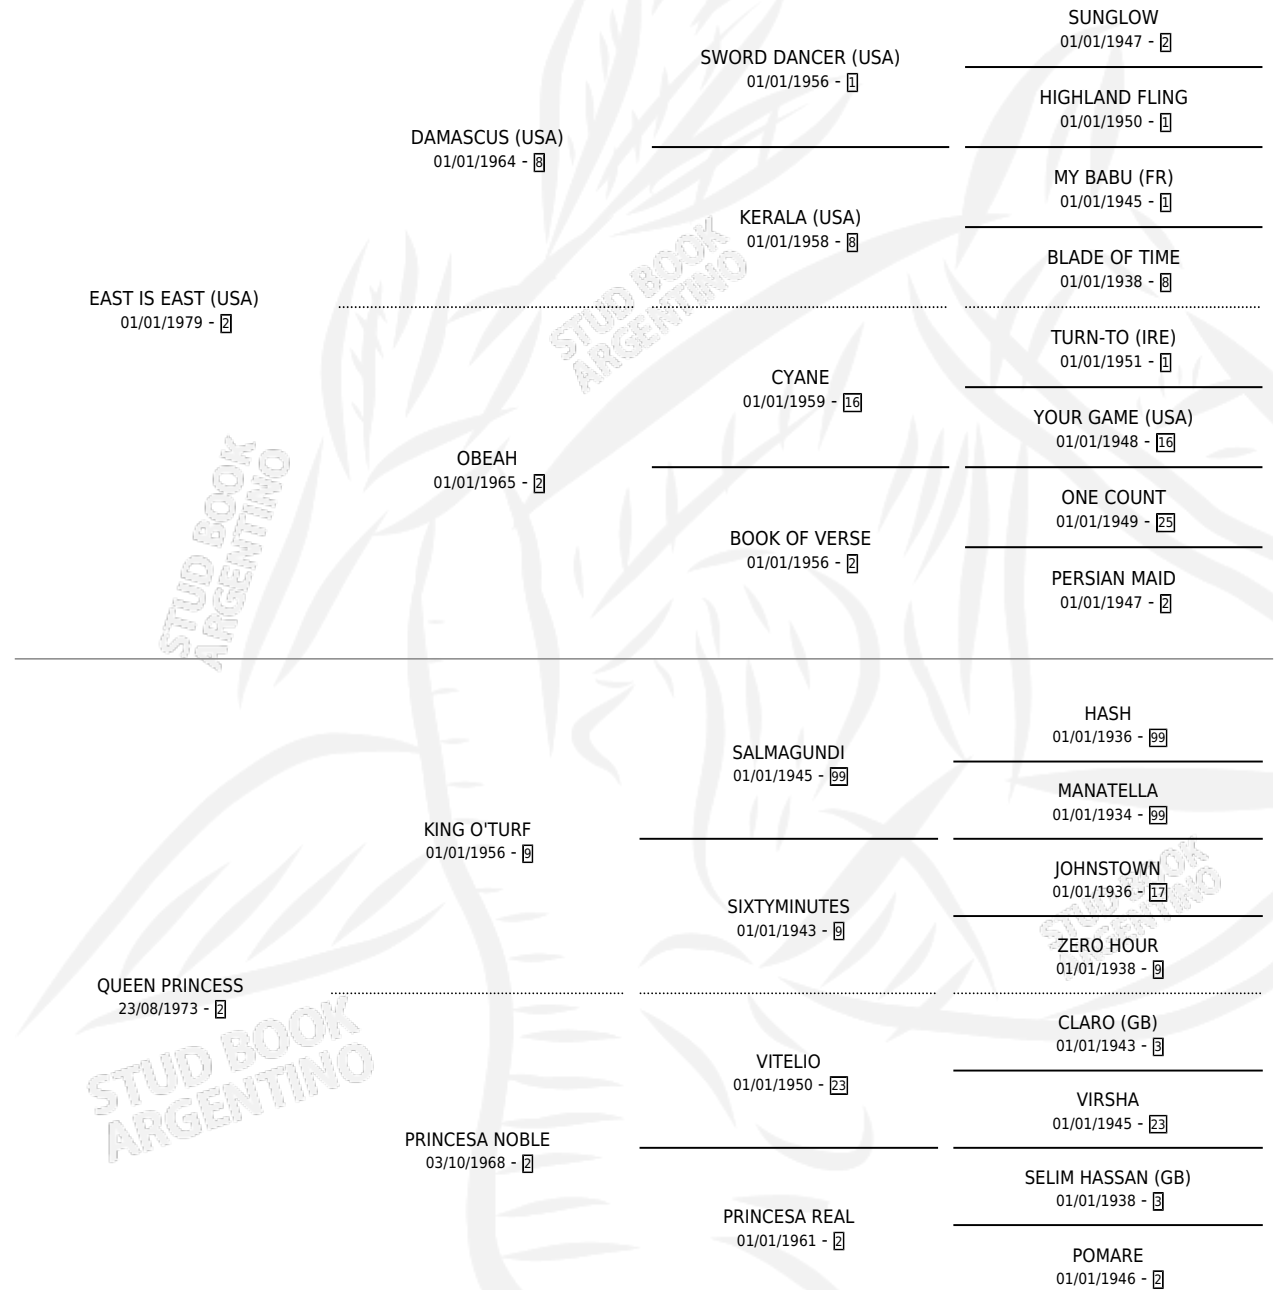 SUNGLOW
01/01/1947 - 2
SWORD DANCER (USA)
01/01/1956 - 1
HIGHLAND FLING
01/01/1950 - 1
DAMASCUS (USA)
01/01/1964 - 8
MY BABU (FR)
01/01/1945 - 1
KERALA (USA)
01/01/1958 - 8
BLADE OF TIME
01/01/1938 - 8
EAST IS EAST (USA)
01/01/1979 - 2
TURN-TO (IRE)
01/01/1951 - 1
CYANE
01/01/1959 - 16
YOUR GAME (USA)
01/01/1948 - 16
OBEAH
01/01/1965 - 2
ONE COUNT
01/01/1949 - 25
BOOK OF VERSE
01/01/1956 - 2
PERSIAN MAID
01/01/1947 - 2
HASH
01/01/1936 - 99
SALMAGUNDI
01/01/1945 - 99
MANATELLA
01/01/1934 - 99
KING O'TURF
01/01/1956 - 9
JOHNSTOWN
01/01/1936 - 17
SIXTYMINUTES
01/01/1943 - 9
ZERO HOUR
01/01/1938 - 9
QUEEN PRINCESS
23/08/1973 - 2
CLARO (GB)
01/01/1943 - 3
VITELIO
01/01/1950 - 23
VIRSHA
01/01/1945 - 23
PRINCESA NOBLE
03/10/1968 - 2
SELIM HASSAN (GB)
01/01/1938 - 3
PRINCESA REAL
01/01/1961 - 2
POMARE
01/01/1946 - 2
STUD BOOK
ARGENTINO
STUD BOOK
ARGENTINO
STUD BOOK
ARGENTINO
STUD BOOK
ARGENTINO